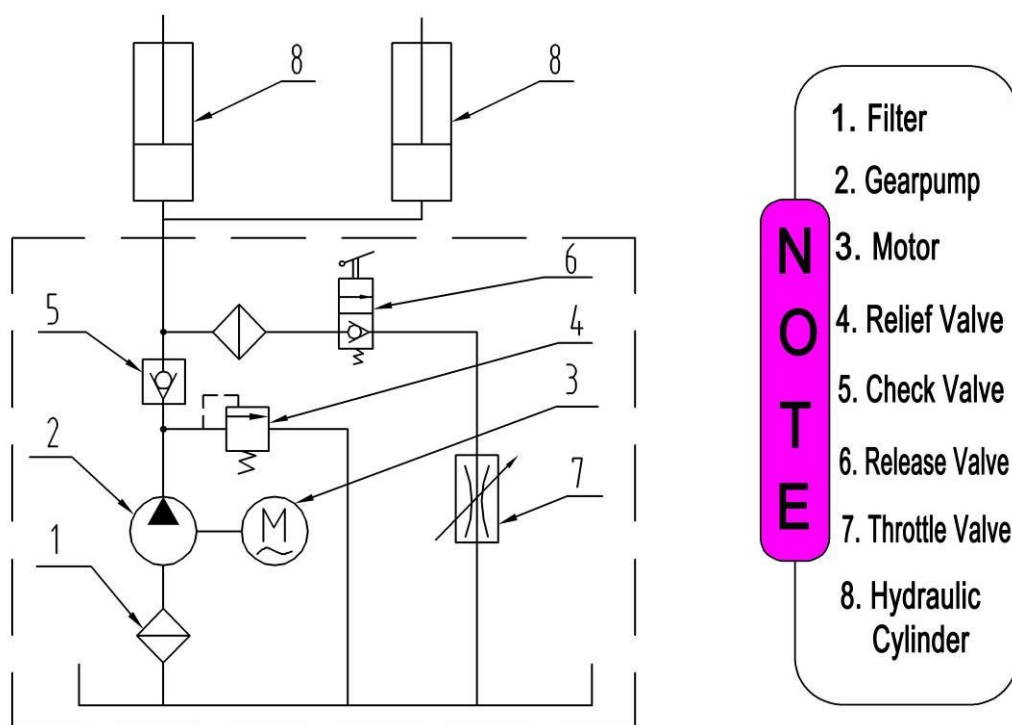 8
8
6
5
4
3
2
M
7
1
NOTE
1. Filter
2. Gearpump
3. Motor
4. Relief Valve
5. Check Valve
6. Release Valve
7. Throttle Valve
8. Hydraulic
Cylinder